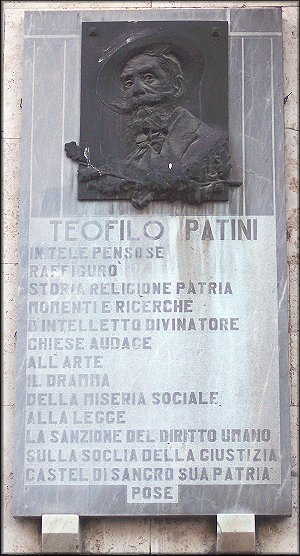 TEOFILO PATINI
IN TELE PENSOSE
RAFFIGURO'
STORIA RELIGIONE PATRIA
MOMENTI E RICERCHE
D'INTELLETTO DIVINATORE
CHIESE AUDACE
ALL'ARTE
IL DRAMMA
DELLA MISERIA SOCIALE
ALLA LEGGE
LA SANZIONE DEL DIRITTO UMANO
SULLA SOGLIA DELLA GIUSTIZIA
CASTEL DI SANGRO SUA PATRIA
POSE